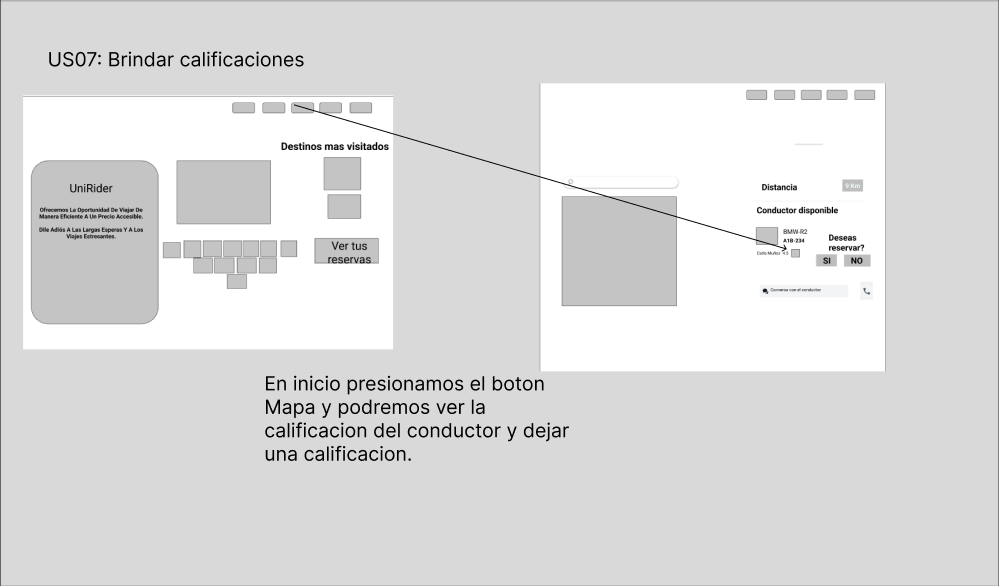 US07: Brindar calificaciones
Destinos mas visitados
UniRider
Ofrecemos La Oportunidad De Viajar De
Manera Eficiente A Un Precio Accesible.
Dile Adiós A Las Largas Esperas Y A Los
Viajes Estresantes.
Ver tus
reservas
Distancia
9 Km
Conductor disponible
BMW-R2
A1B-234
Carla Muñoz
4.5
Deseas
reservar?
SI
NO
Conversa con el conductor
En inicio presionamos el boton
Mapa y podremos ver la
calificacion del conductor y dejar
una calificacion.